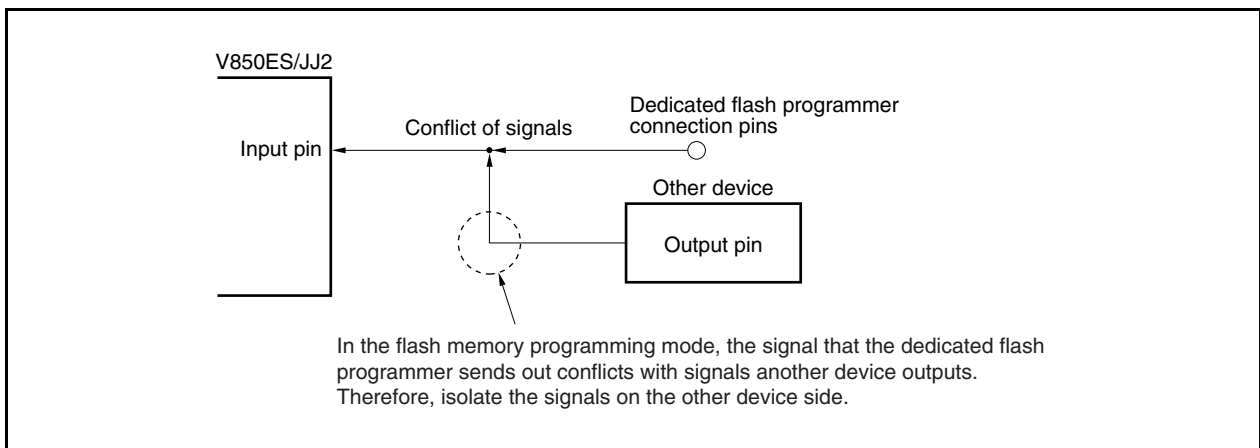 V850ES/JJ2
Dedicated flash programmer
connection pins
Conflict of signals
Input pin
Other device
Output pin
In the flash memory programming mode, the signal that the dedicated flash
programmer sends out conflicts with signals another device outputs.
Therefore, isolate the signals on the other device side.